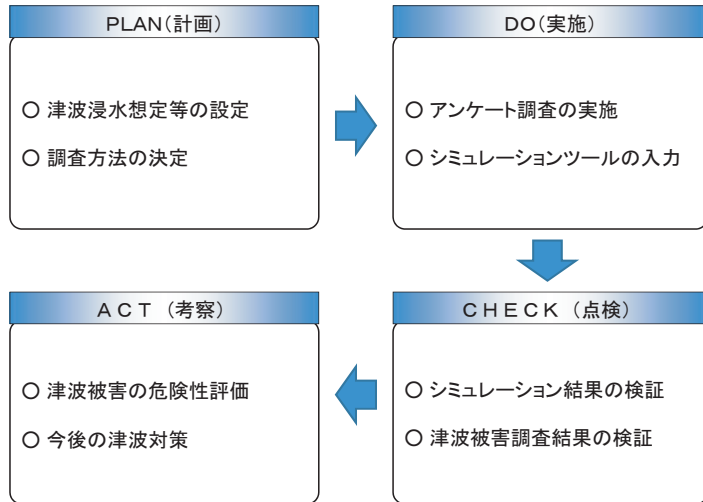 PLAN(計画)
○ 津波浸水想定等の設定
○ 調査方法の決定
DO(実施)
○ アンケート調査の実施
○ シミュレーションツールの入力
CHECK (点検)
○ シミュレーション結果の検証
○ 津波被害調査結果の検証
ACT (考察)
○ 津波被害の危険性評価
○ 今後の津波対策